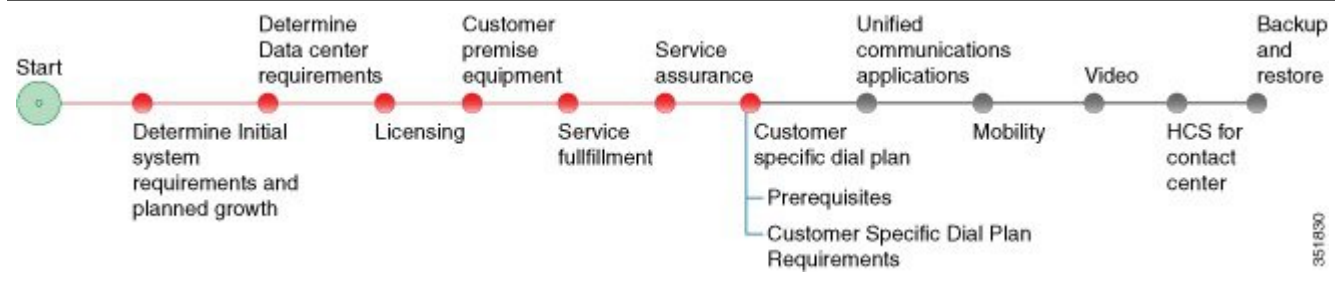 Start
Determine Initial
system
requirements and
planned growth
Determine
Data center
requirements
Licensing
Customer
premise
equipment
Service
fullfillment
Service
assurance
Customer
specific dial plan
Prerequisites
Customer Specific Dial Plan
Requirements
Unified
communications
applications
Mobility
Video
HCS for
contact
center
Backup
and
restore
351830